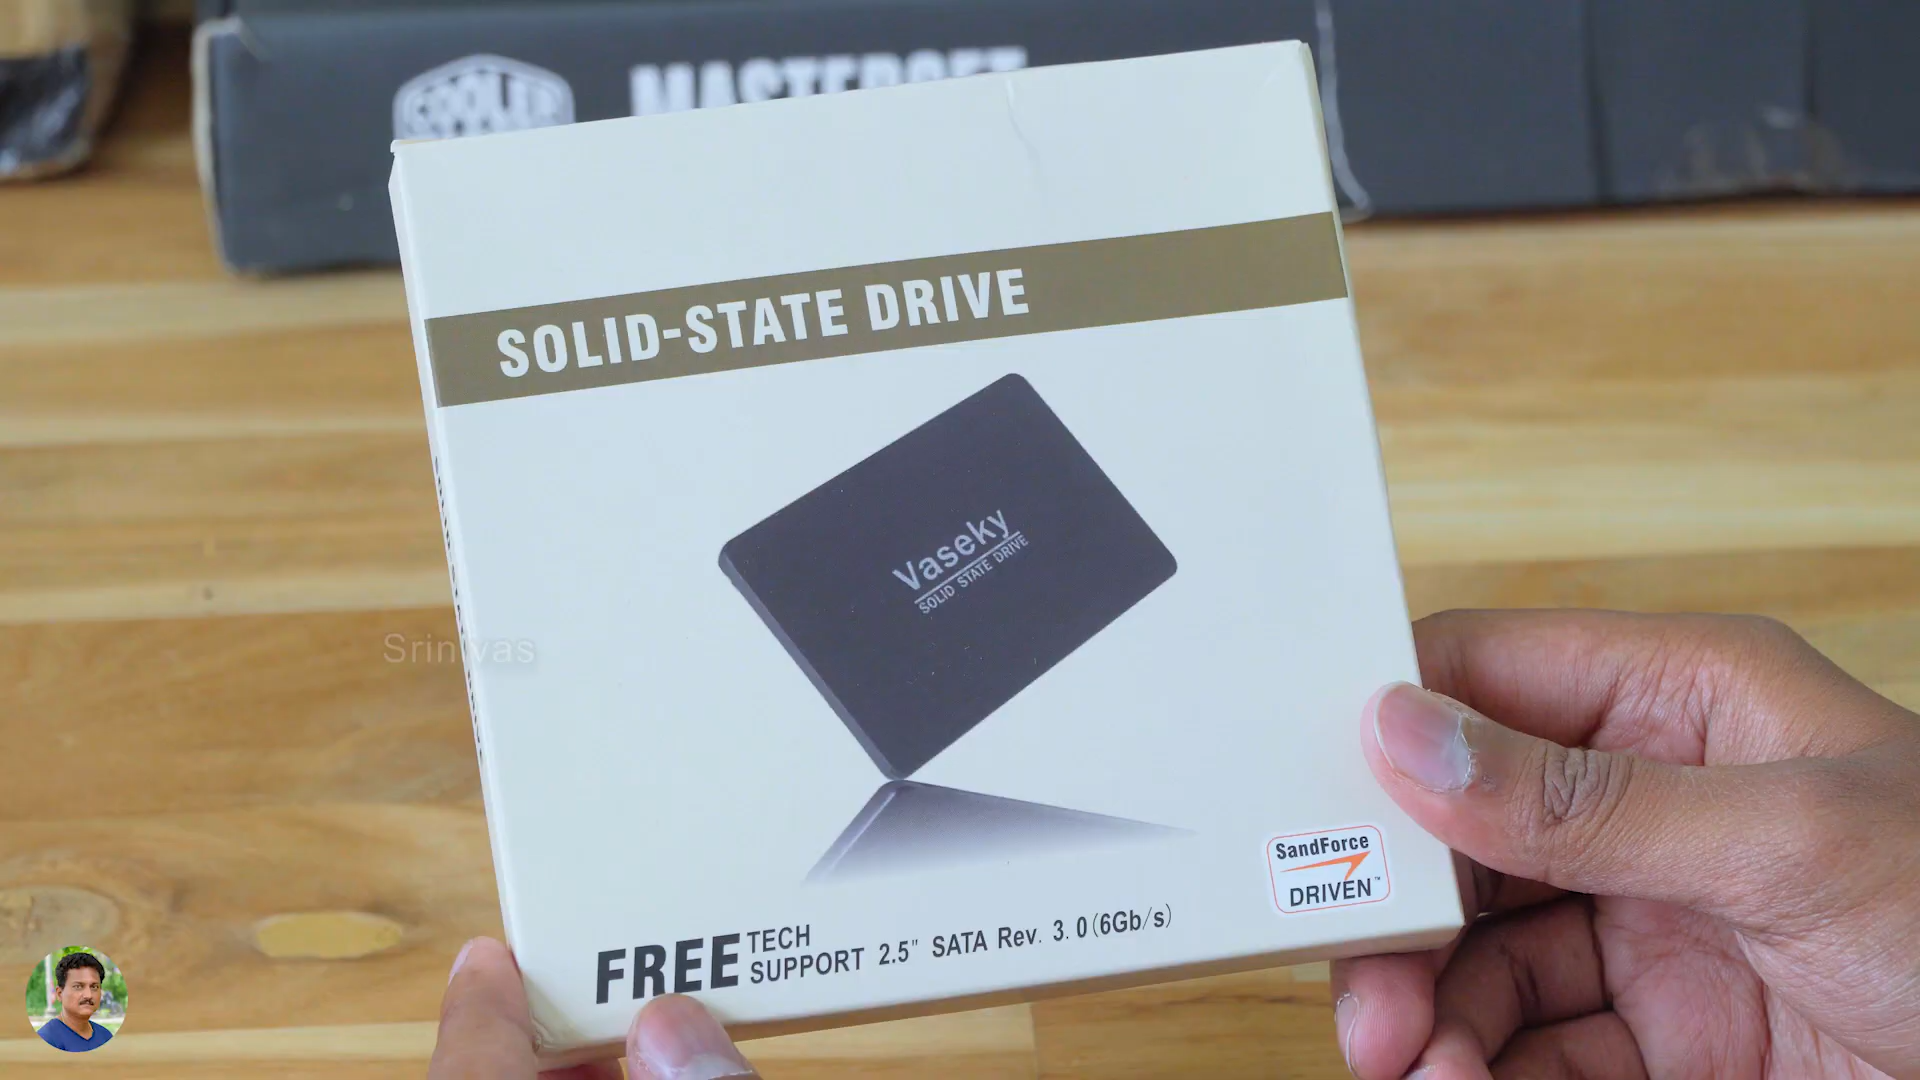 COOLER
SOLID-STATE DRIVE
Vaseky
SOLID STATE DRIVE
Srinivas
SandForce
DRIVEN™
FREE TECH SUPPORT 2.5" SATA Rev. 3.0(6Gb/s)